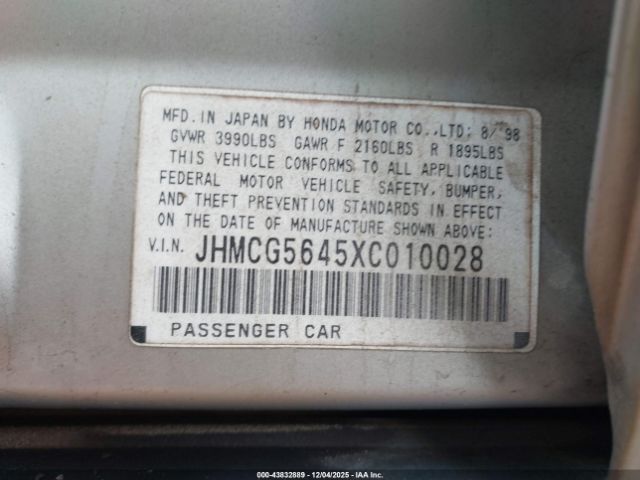 MFD. IN JAPAN BY HONDA MOTOR CO.,LTD; 8/'98
GVWR 3990LBS GAWR F 2160LBS R 1895LBS
THIS VEHICLE CONFORMS TO ALL APPLICABLE
FEDERAL MOTOR VEHICLE SAFETY, BUMPER,
AND THEFT PREVENTION STANDARDS IN EFFECT
ON THE DATE OF MANUFACTURE SHOWN ABOVE:
V.I.N. JHMCG5645XC010028
PASSENGER CAR
000-43832889 - 12/04/2025 - ©IAA, Inc.